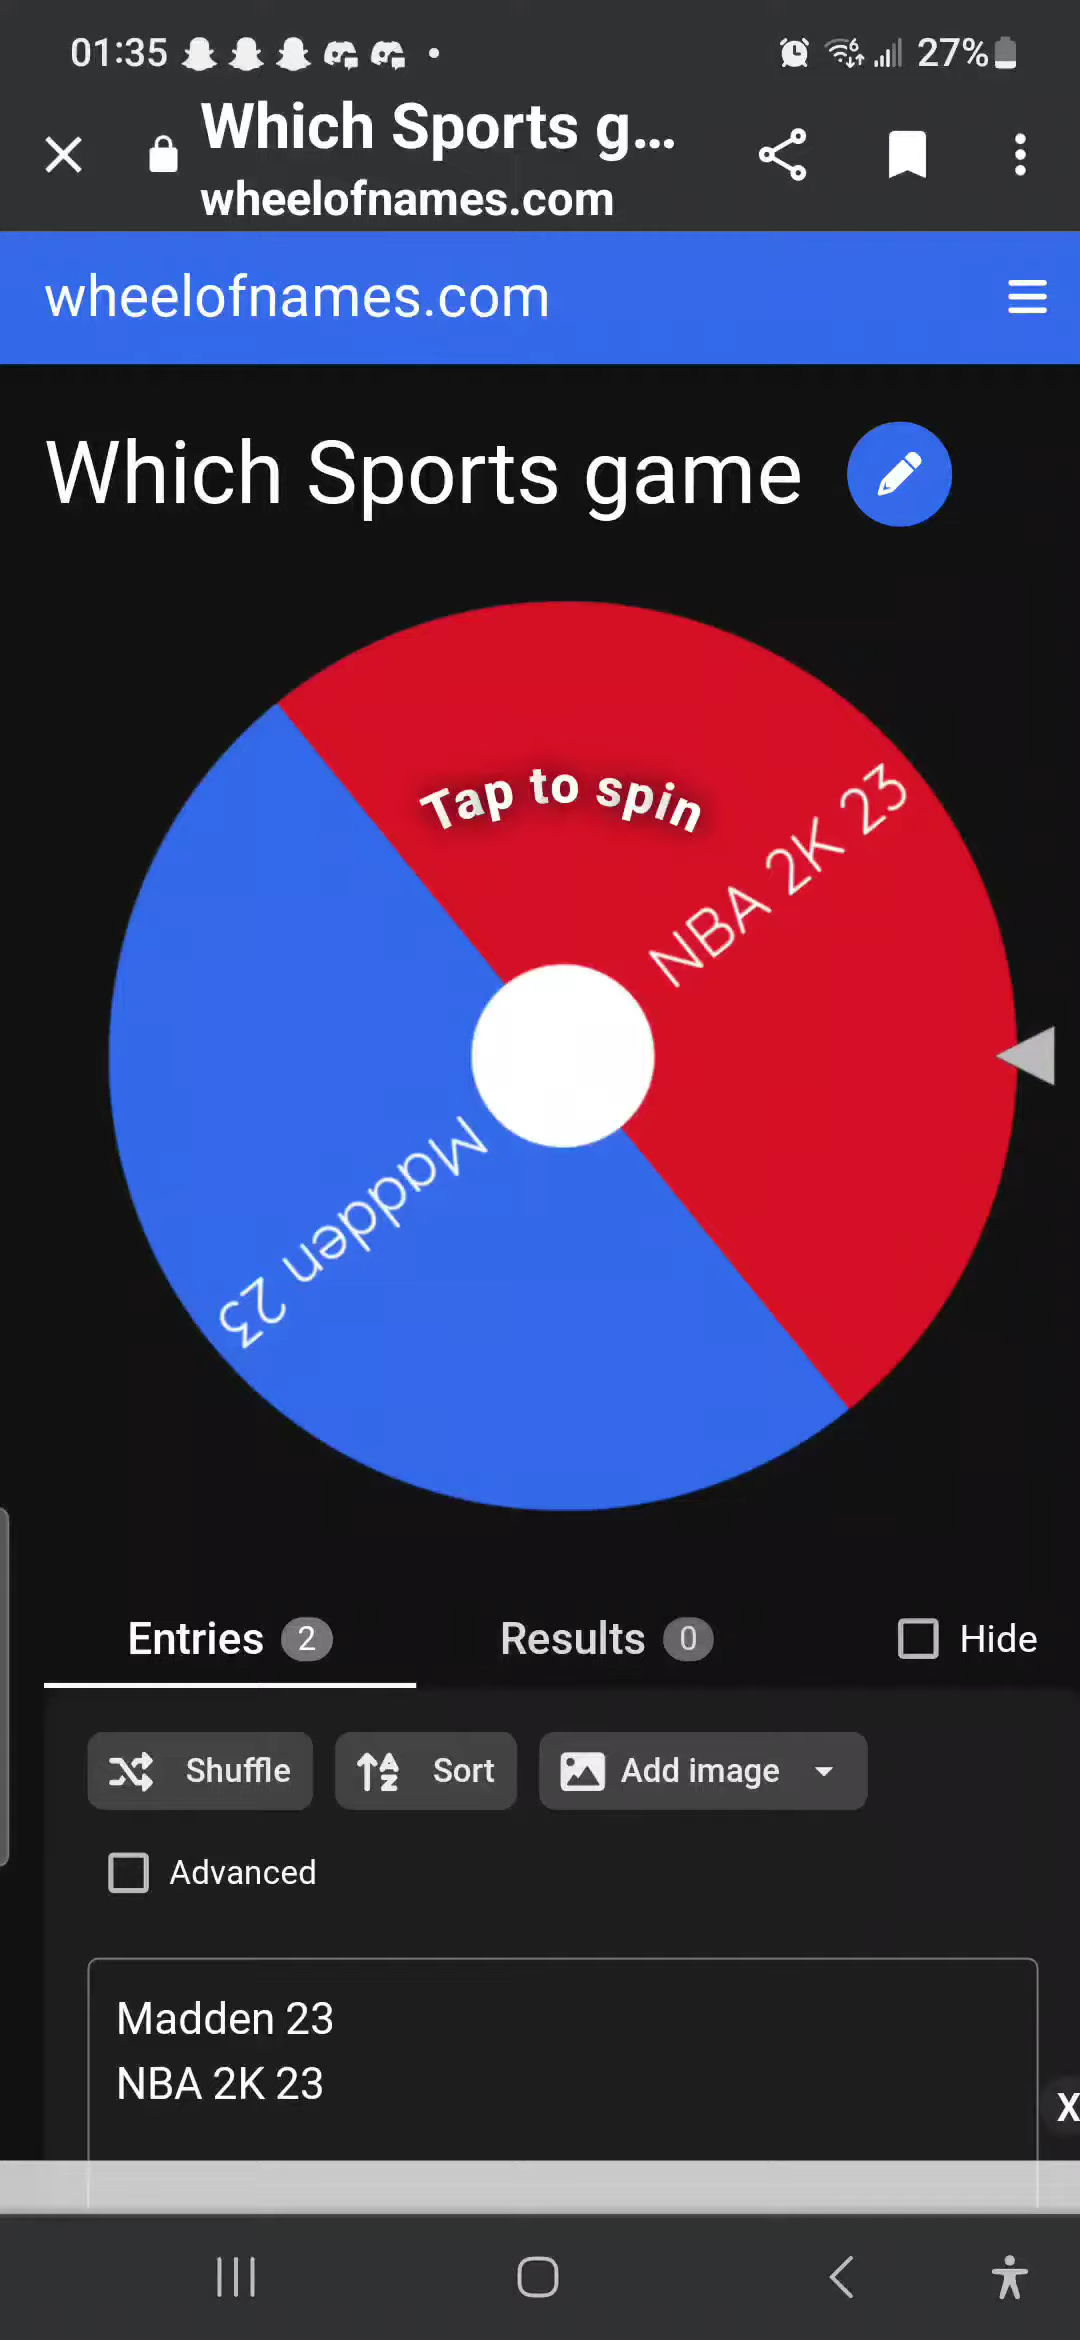 01:35
27%
Which Sports g...
wheelofnames.com
wheelofnames.com
Which Sports game
Tap to spin
NBA 2K 23
Madden 23
Entries 2
Results 0
Hide
Shuffle
Sort
Add image
Advanced
Madden 23
NBA 2K 23
X